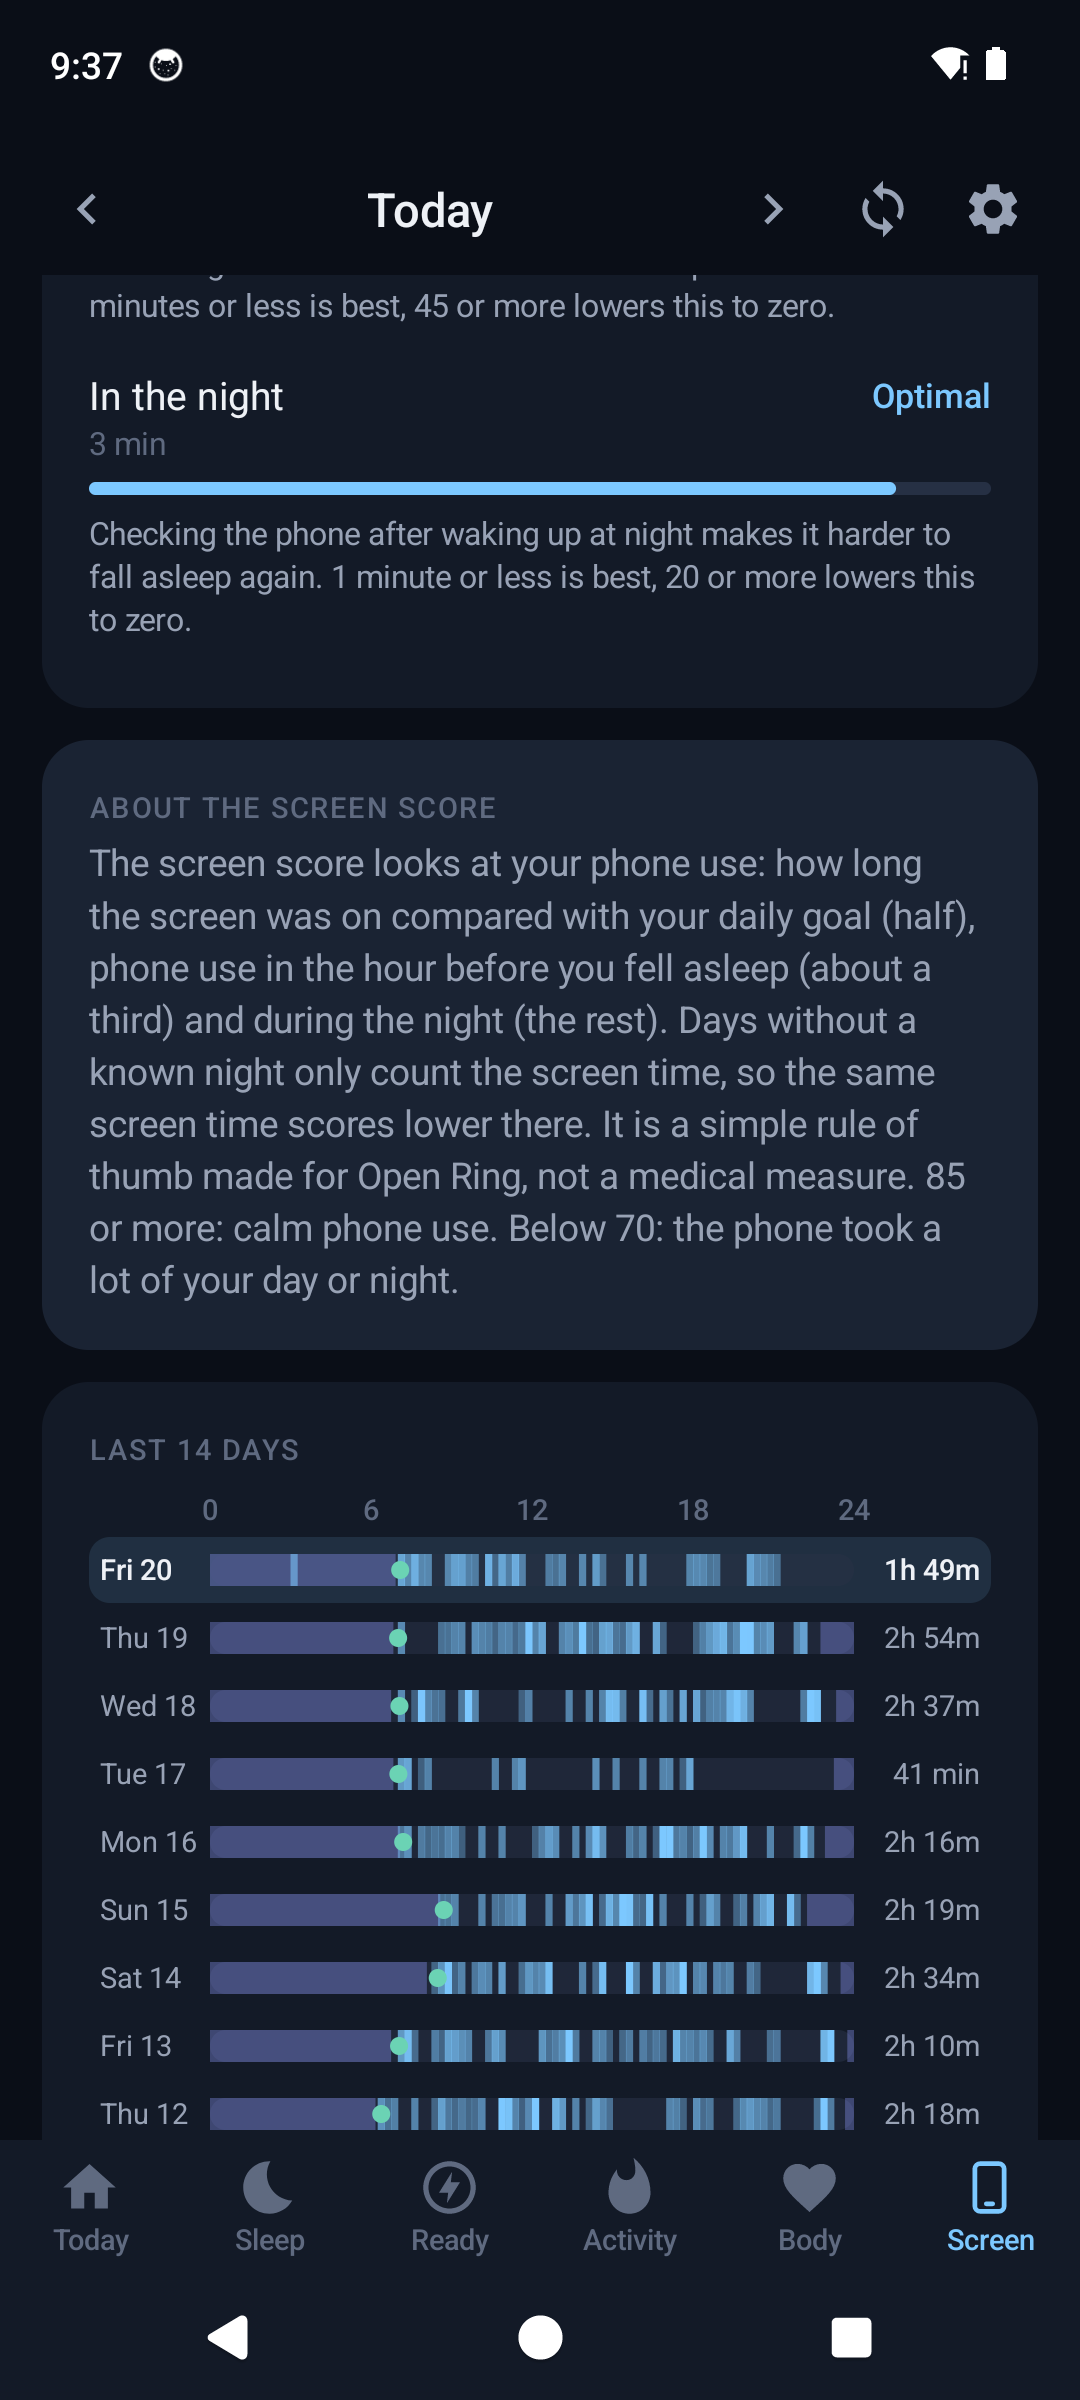 9:37
Today
minutes or less is best, 45 or more lowers this to zero.
In the night
Optimal
3 min
Checking the phone after waking up at night makes it harder to
fall asleep again. 1 minute or less is best, 20 or more lowers this
to zero.
ABOUT THE SCREEN SCORE
The screen score looks at your phone use: how long
the screen was on compared with your daily goal (half),
phone use in the hour before you fell asleep (about a
third) and during the night (the rest). Days without a
known night only count the screen time, so the same
screen time scores lower there. It is a simple rule of
thumb made for Open Ring, not a medical measure. 85
or more: calm phone use. Below 70: the phone took a
lot of your day or night.
LAST 14 DAYS
0 6 12 18 24
Fri 20 1h 49m
Thu 19 2h 54m
Wed 18 2h 37m
Tue 17 41 min
Mon 16 2h 16m
Sun 15 2h 19m
Sat 14 2h 34m
Fri 13 2h 10m
Thu 12 2h 18m
Today Sleep Ready Activity Body Screen